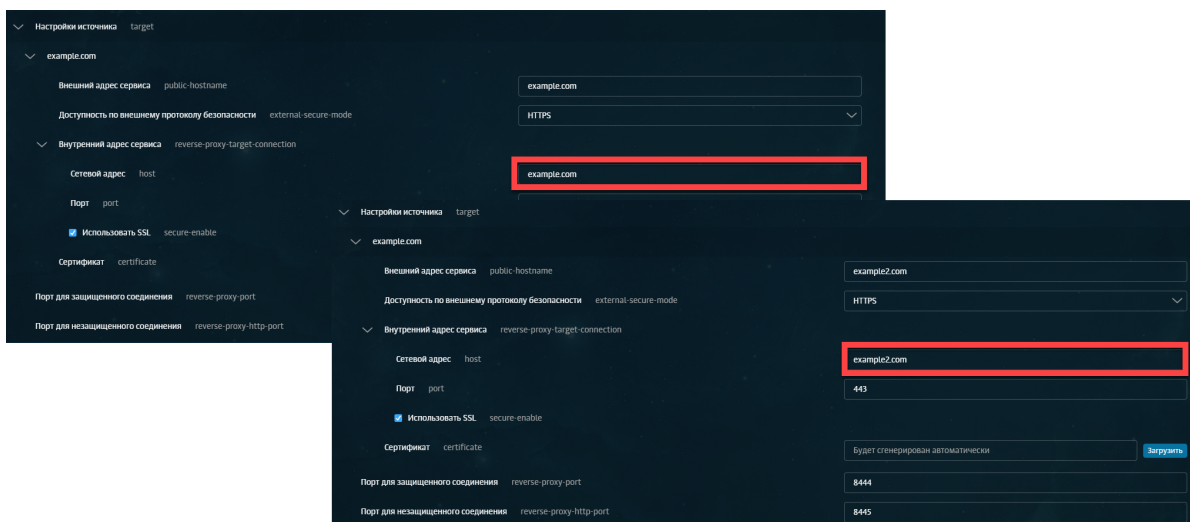 Настройки источника target
example.com
Внешний адрес сервиса public-hostname example.com
Доступность по внешнему протоколу безопасности external-secure-mode HTTPS
Внутренний адрес сервиса reverse-proxy-target-connection
Сетевой адрес host example.com
Порт port
Использовать SSL secure-enable
Сертификат certificate
Порт для защищенного соединения reverse-proxy-port
Порт для незащищенного соединения reverse-proxy-http-port
Настройки источника target
example.com
Внешний адрес сервиса public-hostname example2.com
Доступность по внешнему протоколу безопасности external-secure-mode HTTPS
Внутренний адрес сервиса reverse-proxy-target-connection
Сетевой адрес host example2.com
Порт port 443
Использовать SSL secure-enable
Сертификат certificate Будет сгенерирован автоматически Загрузить
Порт для защищенного соединения reverse-proxy-port 8444
Порт для незащищенного соединения reverse-proxy-http-port 8445